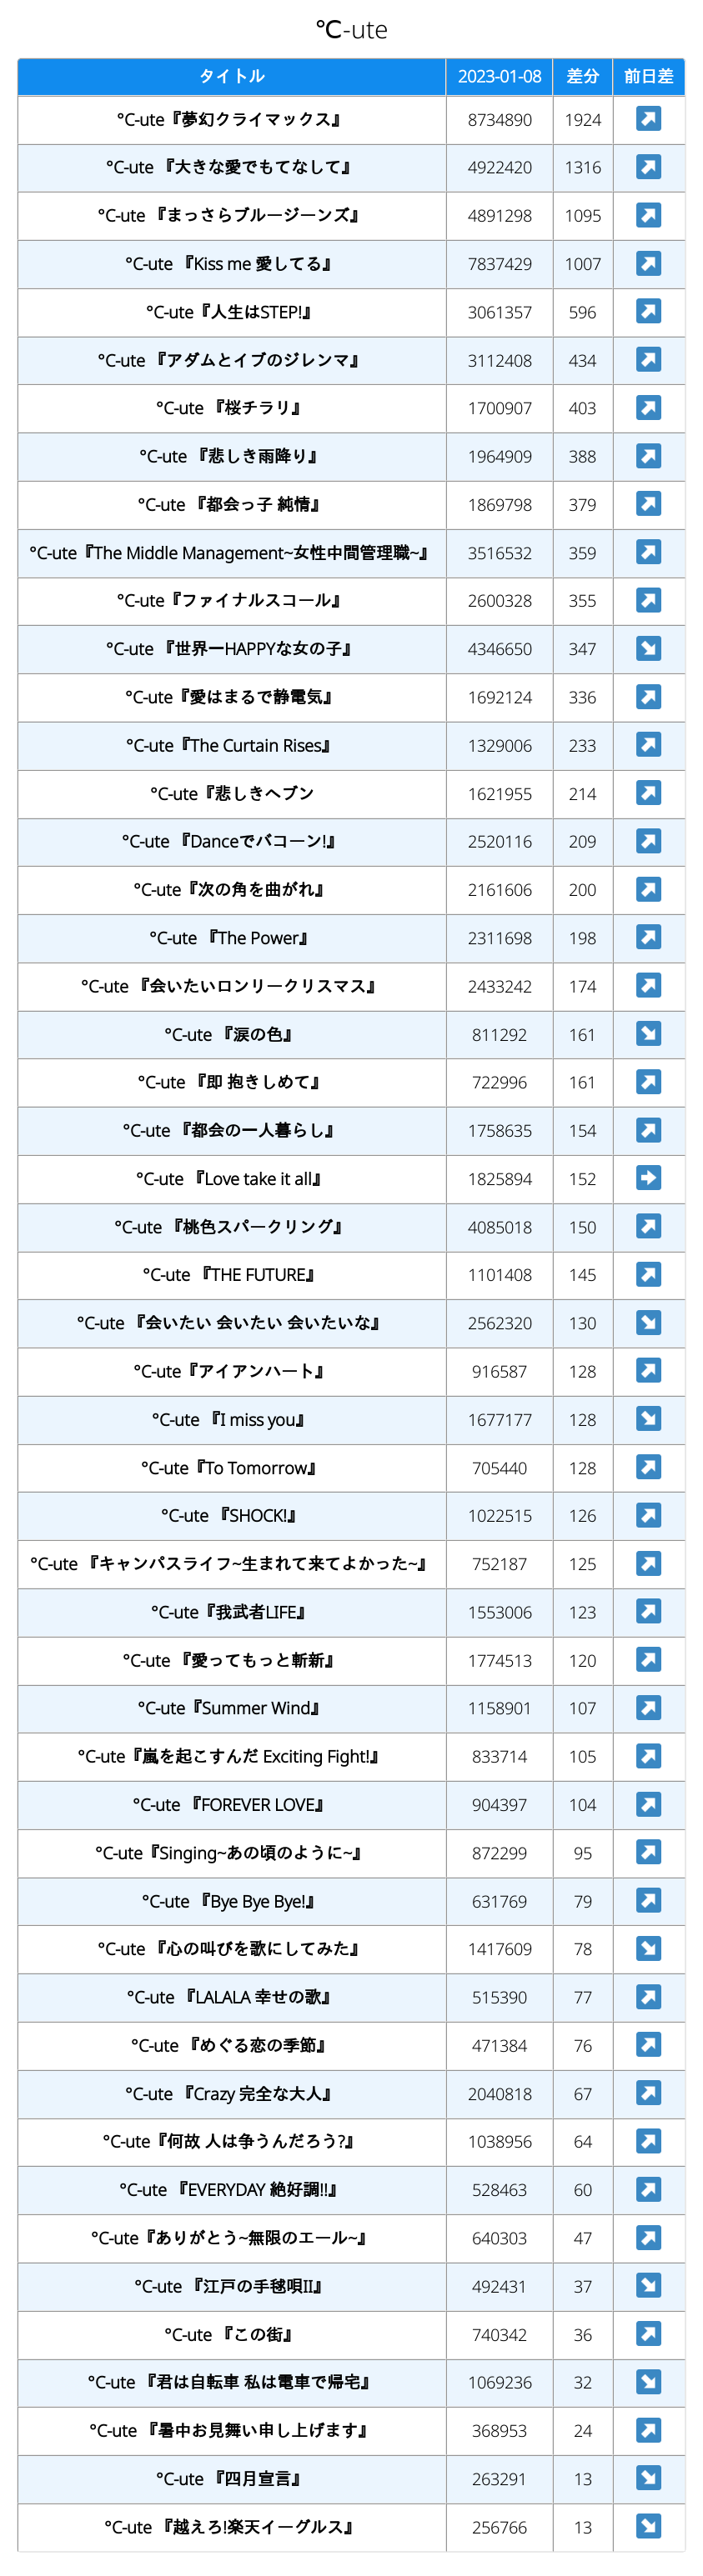 ℃-ute
タイトル 2023-01-08 差分 前日差
℃-ute『夢幻クライマックス』 8734890 1924 ↗
℃-ute 『大きな愛でもてなして』 4922420 1316 ↗
℃-ute 『まっさらブルージーンズ』 4891298 1095 ↗
℃-ute 『Kiss me 愛してる』 7837429 1007 ↗
℃-ute『人生はSTEP!』 3061357 596 ↗
℃-ute 『アダムとイブのジレンマ』 3112408 434 ↗
℃-ute 『桜チラリ』 1700907 403 ↗
℃-ute 『悲しき雨降り』 1964909 388 ↗
℃-ute 『都会っ子 純情』 1869798 379 ↗
℃-ute『The Middle Management~女性中間管理職~』 3516532 359 ↗
℃-ute『ファイナルスコール』 2600328 355 ↗
℃-ute 『世界一HAPPYな女の子』 4346650 347 ↘
℃-ute『愛はまるで静電気』 1692124 336 ↗
℃-ute『The Curtain Rises』 1329006 233 ↗
℃-ute『悲しきヘブン 1621955 214 ↗
℃-ute 『Danceでバコーン!』 2520116 209 ↗
℃-ute『次の角を曲がれ』 2161606 200 ↗
℃-ute 『The Power』 2311698 198 ↗
℃-ute 『会いたいロンリークリスマス』 2433242 174 ↗
℃-ute 『涙の色』 811292 161 ↘
℃-ute 『即 抱きしめて』 722996 161 ↗
℃-ute 『都会の一人暮らし』 1758635 154 ↗
℃-ute 『Love take it all』 1825894 152 ➡
℃-ute 『桃色スパークリング』 4085018 150 ↗
℃-ute 『THE FUTURE』 1101408 145 ↗
℃-ute 『会いたい 会いたい 会いたいな』 2562320 130 ↘
℃-ute『アイアンハート』 916587 128 ↗
℃-ute 『I miss you』 1677177 128 ↘
℃-ute『To Tomorrow』 705440 128 ↗
℃-ute 『SHOCK!』 1022515 126 ↗
℃-ute 『キャンパスライフ~生まれて来てよかった~』 752187 125 ↗
℃-ute『我武者LIFE』 1553006 123 ↗
℃-ute 『愛ってもっと斬新』 1774513 120 ↗
℃-ute『Summer Wind』 1158901 107 ↗
℃-ute『嵐を起こすんだ Exciting Fight!』 833714 105 ↗
℃-ute 『FOREVER LOVE』 904397 104 ↗
℃-ute『Singing~あの頃のように~』 872299 95 ↗
℃-ute 『Bye Bye Bye!』 631769 79 ↗
℃-ute 『心の叫びを歌にしてみた』 1417609 78 ↘
℃-ute 『LALALA 幸せの歌』 515390 77 ↗
℃-ute 『めぐる恋の季節』 471384 76 ↗
℃-ute 『Crazy 完全な大人』 2040818 67 ↗
℃-ute『何故 人は争うんだろう?』 1038956 64 ↗
℃-ute 『EVERYDAY 絶好調!!』 528463 60 ↗
℃-ute『ありがとう~無限のエール~』 640303 47 ↗
℃-ute 『江戸の手毬唄II』 492431 37 ↘
℃-ute 『この街』 740342 36 ↗
℃-ute 『君は自転車 私は電車で帰宅』 1069236 32 ↘
℃-ute 『暑中お見舞い申し上げます』 368953 24 ↗
℃-ute 『四月宣言』 263291 13 ↘
℃-ute 『越えろ!楽天イーグルス』 256766 13 ↘